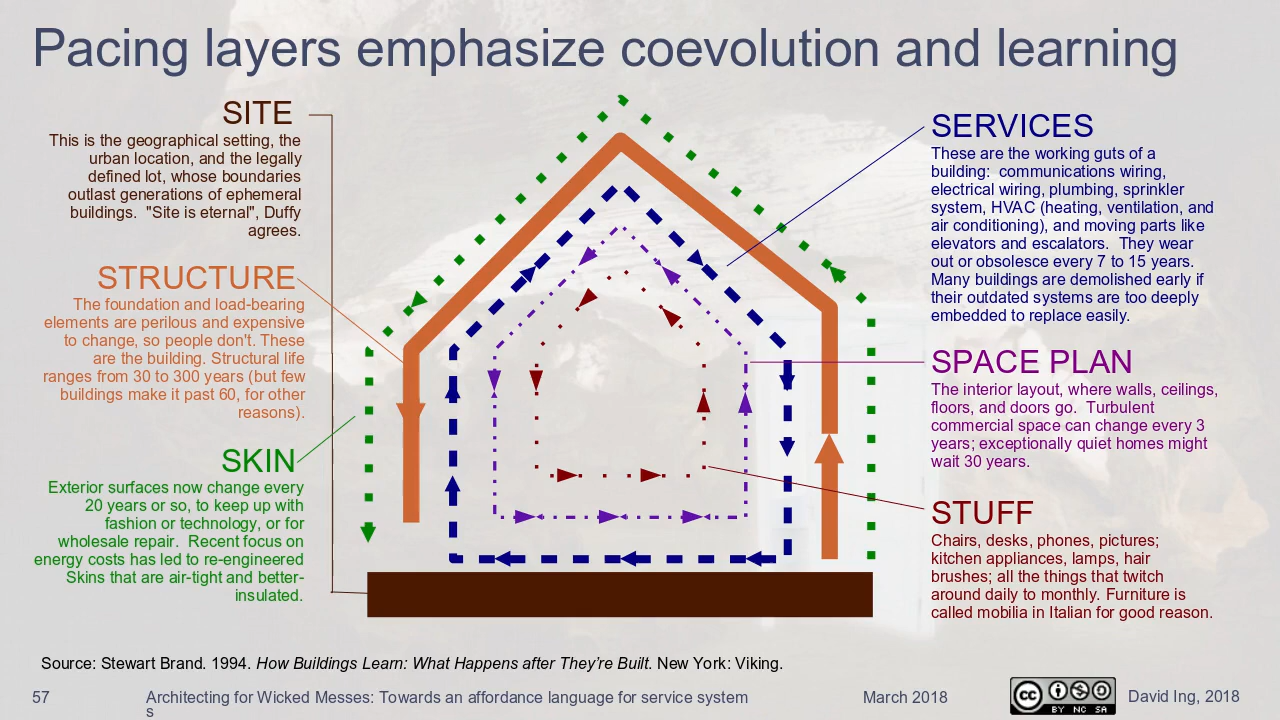 Pacing layers emphasize coevolution and learning
SITE
This is the geographical setting, the
urban location, and the legally
defined lot, whose boundaries
outlast generations of ephemeral
buildings.  "Site is eternal", Duffy
agrees.
STRUCTURE
The foundation and load-bearing
elements are perilous and expensive
to change, so people don't. These
are the building. Structural life
ranges from 30 to 300 years (but few
buildings make it past 60, for other
reasons).
SKIN
Exterior surfaces now change every
20 years or so, to keep up with
fashion or technology, or for
wholesale repair.  Recent focus on
energy costs has led to re-engineered
Skins that are air-tight and better-
insulated.
SERVICES
These are the working guts of a
building:  communications wiring,
electrical wiring, plumbing, sprinkler
system, HVAC (heating, ventilation, and
air conditioning), and moving parts like
elevators and escalators.  They wear
out or obsolesce every 7 to 15 years.
Many buildings are demolished early if
their outdated systems are too deeply
embedded to replace easily.
SPACE PLAN
The interior layout, where walls, ceilings,
floors, and doors go.  Turbulent
commercial space can change every 3
years; exceptionally quiet homes might
wait 30 years.
STUFF
Chairs, desks, phones, pictures;
kitchen appliances, lamps, hair
brushes; all the things that twitch
around daily to monthly. Furniture is
called mobilia in Italian for good reason.
Source: Stewart Brand. 1994. How Buildings Learn: What Happens after They're Built. New York: Viking.
57
Architecting for Wicked Messes: Towards an affordance language for service system
s
March 2018
cc
BY NC SA
David Ing, 2018